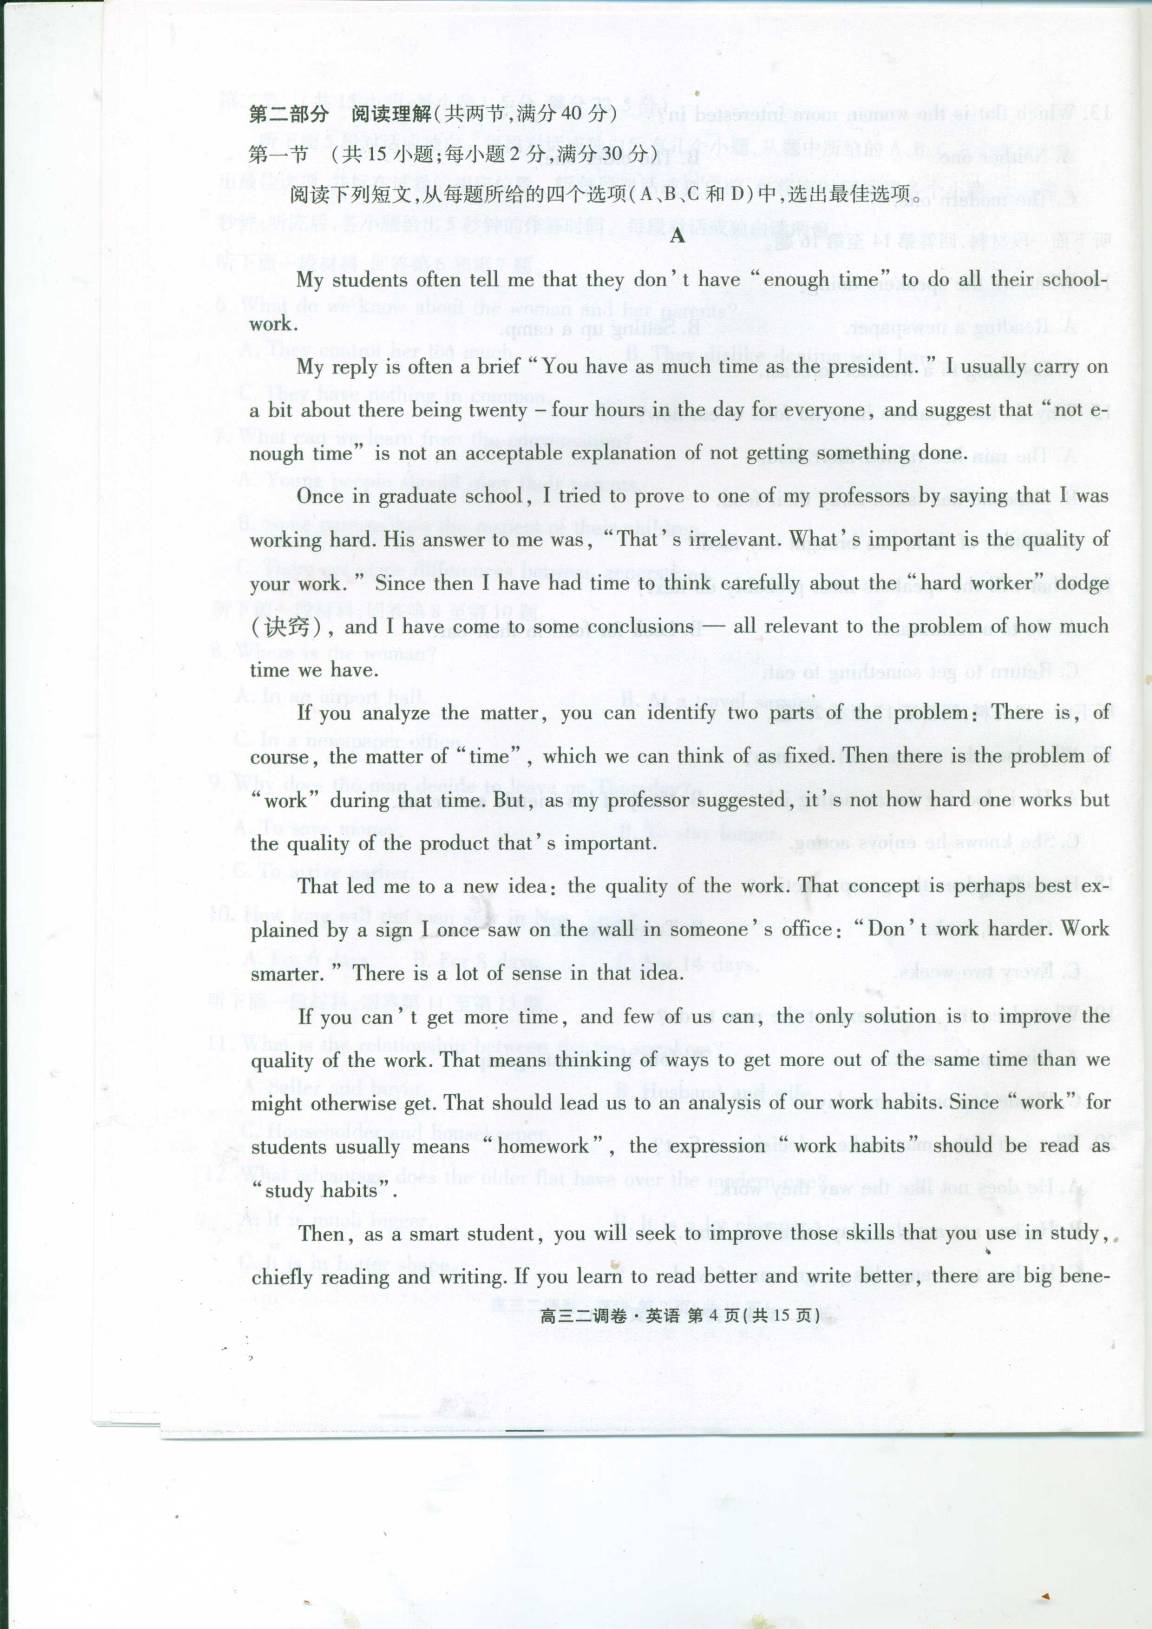 第二部分 阅读理解(共两节,满分40分)
第一节 (共15小题;每小题2分,满分30分)
阅读下列短文,从每题所给的四个选项(A、B、C和D)中,选出最佳选项。
A
My students often tell me that they don't have “enough time” to do all their school-
work.
My reply is often a brief “You have as much time as the president.” I usually carry on
a bit about there being twenty–four hours in the day for everyone, and suggest that “not e-
nough time” is not an acceptable explanation of not getting something done.
Once in graduate school, I tried to prove to one of my professors by saying that I was
working hard. His answer to me was, “That's irrelevant. What's important is the quality of
your work.” Since then I have had time to think carefully about the “hard worker” dodge
(诀窍), and I have come to some conclusions — all relevant to the problem of how much
time we have.
If you analyze the matter, you can identify two parts of the problem: There is, of
course, the matter of “time”, which we can think of as fixed. Then there is the problem of
“work” during that time. But, as my professor suggested, it's not how hard one works but
the quality of the product that's important.
That led me to a new idea: the quality of the work. That concept is perhaps best ex-
plained by a sign I once saw on the wall in someone's office: “Don't work harder. Work
smarter.” There is a lot of sense in that idea.
If you can't get more time, and few of us can, the only solution is to improve the
quality of the work. That means thinking of ways to get more out of the same time than we
might otherwise get. That should lead us to an analysis of our work habits. Since “work” for
students usually means “homework”, the expression “work habits” should be read as
“study habits”.
Then, as a smart student, you will seek to improve those skills that you use in study,
chiefly reading and writing. If you learn to read better and write better, there are big bene-
高三二调卷·英语 第4页(共15页)